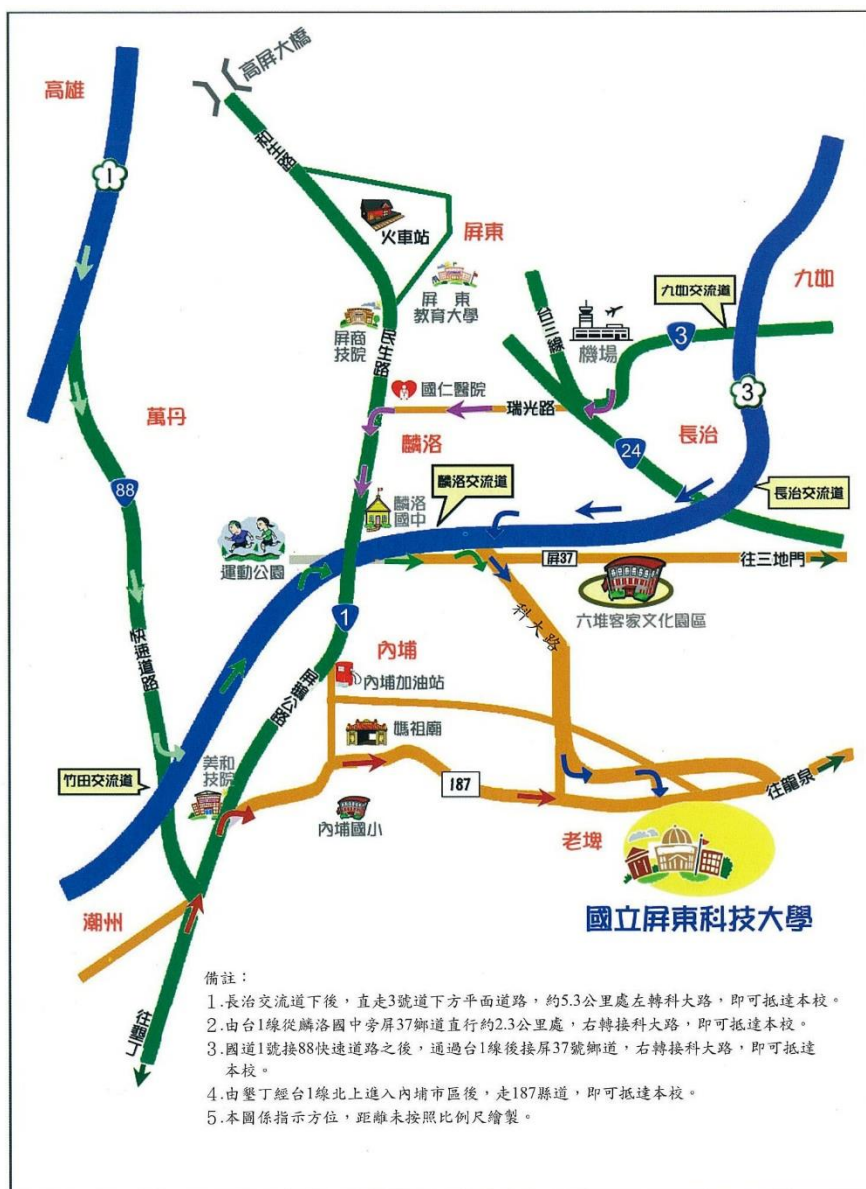 高屏大橋
高雄
1
和生路
火車站
屏東
屏東
教育大學
屏商
技院
民生路
九如
九如交流道
3
台三線
機場
3
國仁醫院
瑞光路
萬丹
麟洛
長治
24
88
麟洛交流道
長治交流道
麟洛
國中
運動公園
屏37
往三地門
六堆客家文化園區
科大路
1
快速道路
內埔
屏鵝公路
內埔加油站
媽祖廟
美和
技院
竹田交流道
187
往龍泉
內埔國小
老埤
國立屏東科技大學
潮州
往墾丁
備註：
1.長治交流道下後，直走3號道下方平面道路，約5.3公里處左轉科大路，即可抵達本校。
2.由台1線從麟洛國中旁屏37鄉道直行約2.3公里處，右轉接科大路，即可抵達本校。
3.國道1號接88快速道路之後，通過台1線後接屏37號鄉道，右轉接科大路，即可抵達
本校。
4.由墾丁經台1線北上進入內埔市區後，走187縣道，即可抵達本校。
5.本圖係指示方位，距離未按照比例尺繪製。